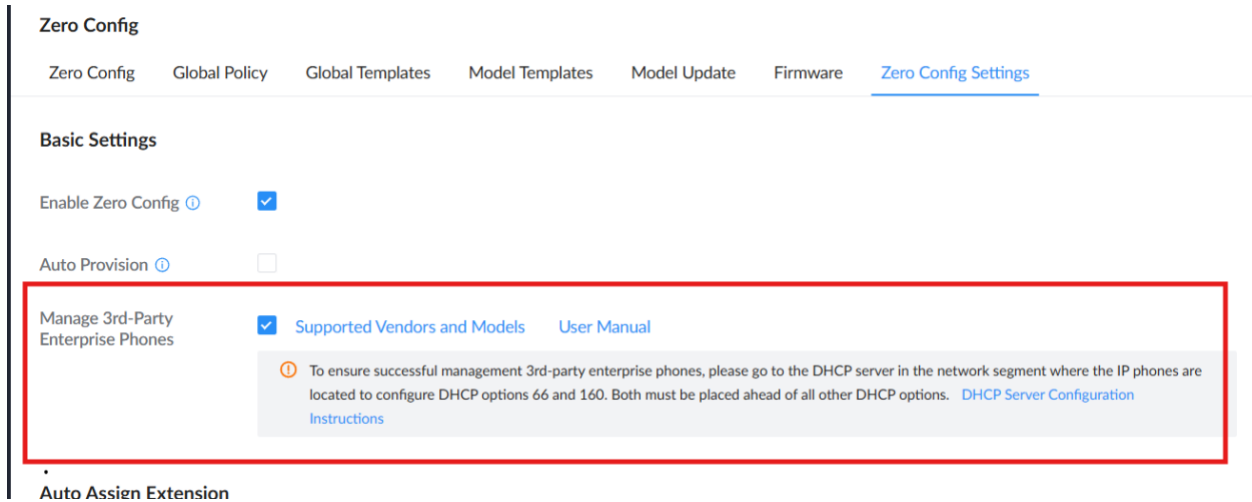 Zero Config
Zero Config Global Policy Global Templates Model Templates Model Update Firmware Zero Config Settings
Basic Settings
Enable Zero Config
Auto Provision
Manage 3rd-Party
Enterprise Phones
Supported Vendors and Models User Manual
To ensure successful management 3rd-party enterprise phones, please go to the DHCP server in the network segment where the IP phones are
located to configure DHCP options 66 and 160. Both must be placed ahead of all other DHCP options. DHCP Server Configuration
Instructions
Auto Assign Extension